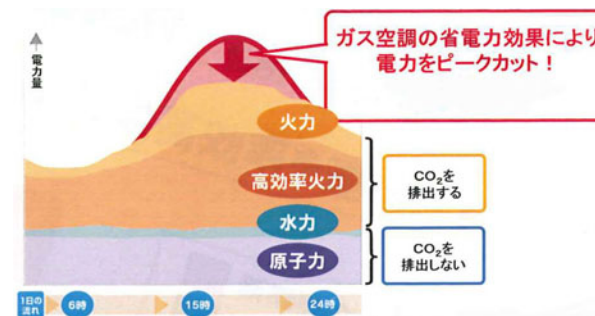 電力量
ガス空調の省電力効果により
電力をピークカット！
火力
高効率火力
水力
原子力
CO₂を
排出する
CO₂を
排出しない
1日の
流れ
6時
15時
24時